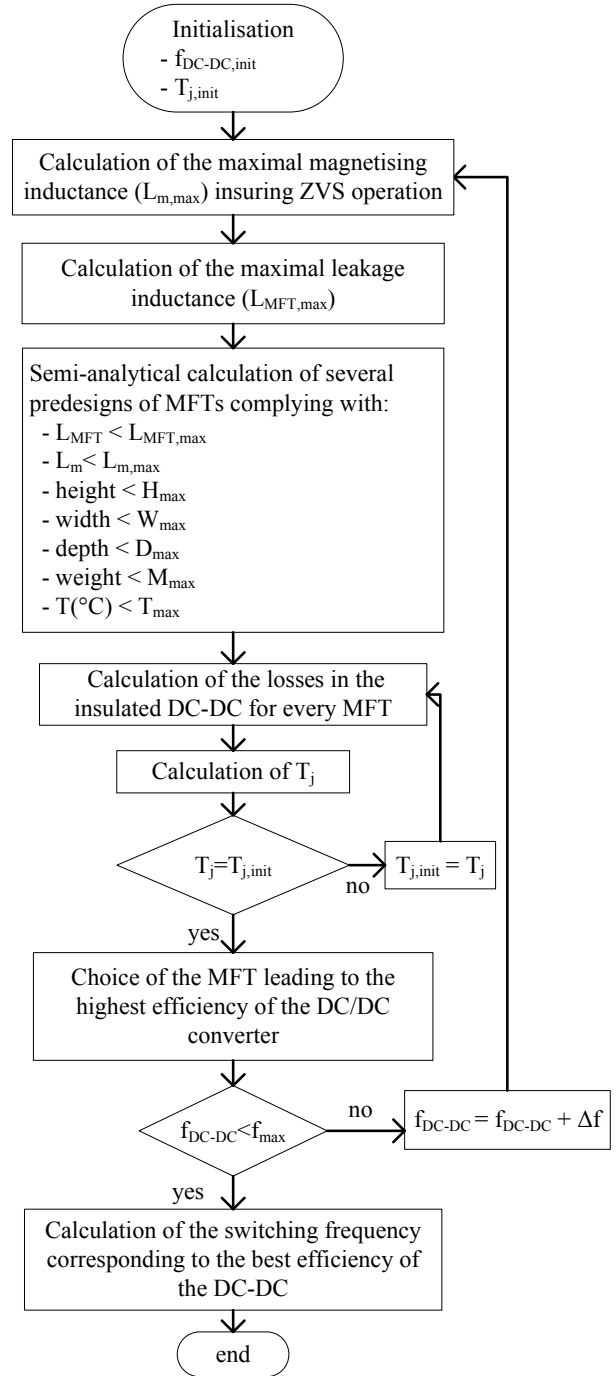 Initialisation
- f_DC-DC,init
- T_j,init
Calculation of the maximal magnetising
inductance (L_m,max) insuring ZVS operation
Calculation of the maximal leakage
inductance (L_MFT,max)
Semi-analytical calculation of several
predesigns of MFTs complying with:
- L_MFT < L_MFT,max
- L_m< L_m,max
- height < H_max
- width < W_max
- depth < D_max
- weight < M_max
- T(°C) < T_max
Calculation of the losses in the
insulated DC-DC for every MFT
Calculation of T_j
T_j=T_j,init
no
T_j,init = T_j
yes
Choice of the MFT leading to the
highest efficiency of the DC/DC
converter
f_DC-DC<f_max
no
f_DC-DC = f_DC-DC + Δf
yes
Calculation of the switching frequency
corresponding to the best efficiency of
the DC-DC
end